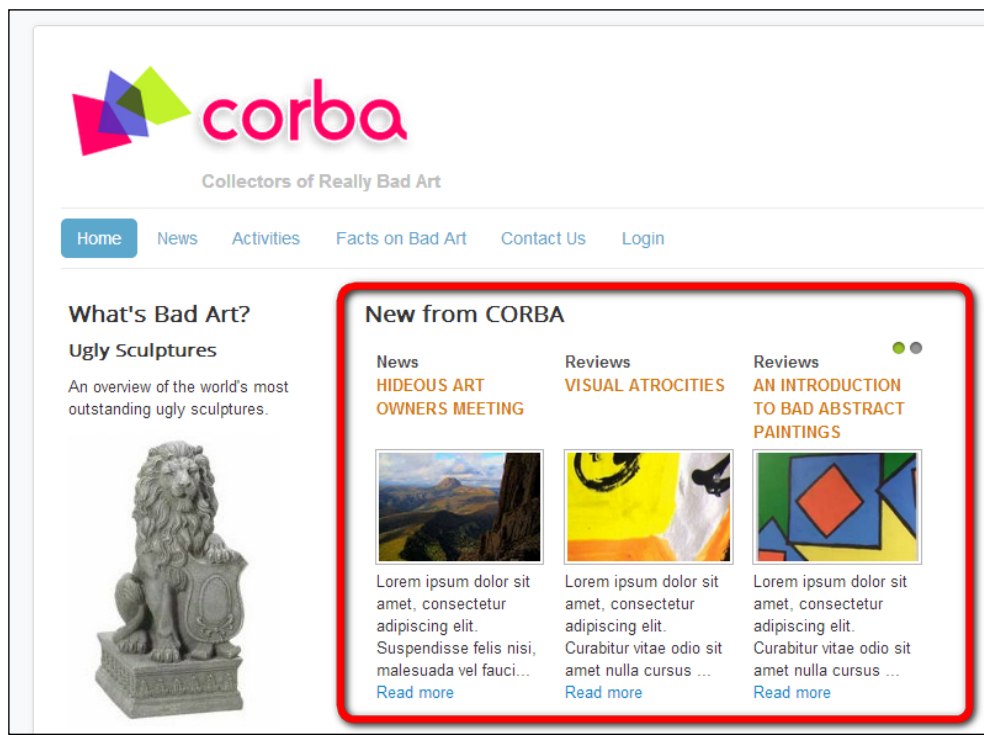 corba
Collectors of Really Bad Art
Home News Activities Facts on Bad Art Contact Us Login
What's Bad Art?
Ugly Sculptures
An overview of the world's most
outstanding ugly sculptures.
New from CORBA
News
HIDEOUS ART
OWNERS MEETING
Lorem ipsum dolor sit
amet, consectetur
adipiscing elit.
Suspendisse felis nisi,
malesuada vel fauci...
Read more
Reviews
VISUAL ATROCITIES
Lorem ipsum dolor sit
amet, consectetur
adipiscing elit.
Curabitur vitae odio sit
amet nulla cursus ...
Read more
Reviews
AN INTRODUCTION
TO BAD ABSTRACT
PAINTINGS
Lorem ipsum dolor sit
amet, consectetur
adipiscing elit.
Curabitur vitae odio sit
amet nulla cursus ...
Read more